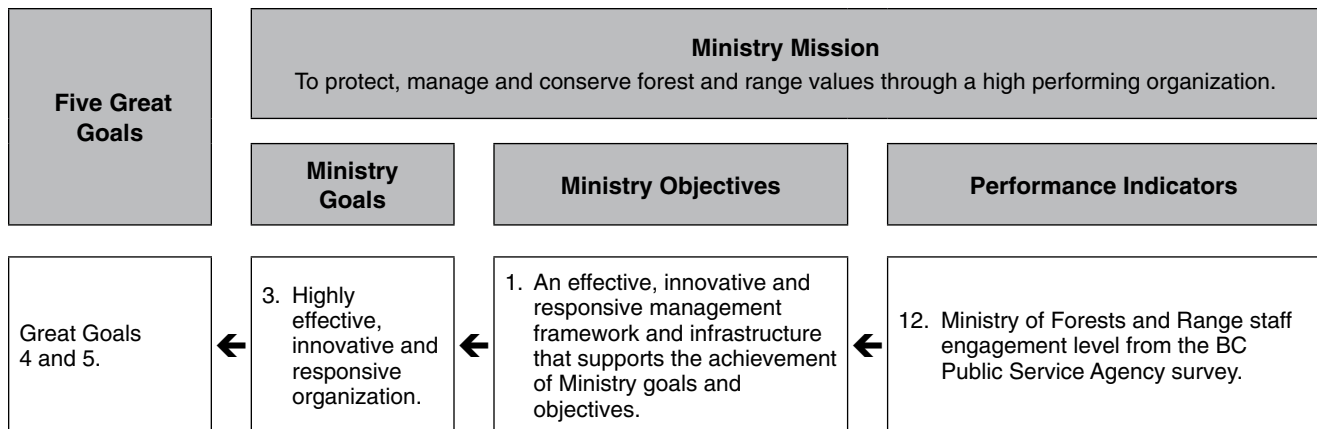 Five Great
Goals
Ministry Mission
To protect, manage and conserve forest and range values through a high performing organization.
Ministry
Goals
Ministry Objectives
Performance Indicators
Great Goals
4 and 5.
3. Highly
effective,
innovative and
responsive
organization.
1. An effective, innovative and
responsive management
framework and infrastructure
that supports the achievement
of Ministry goals and
objectives.
12. Ministry of Forests and Range staff
engagement level from the BC
Public Service Agency survey.